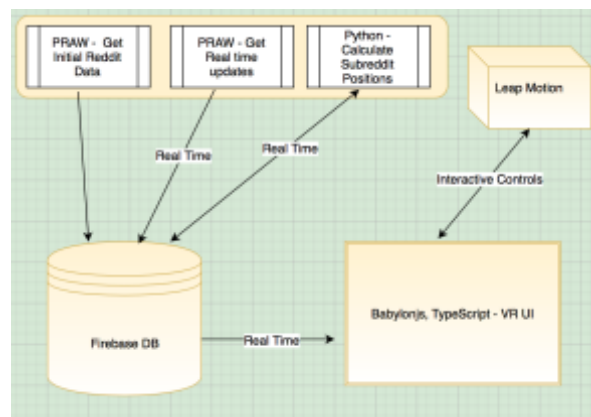 PRAW - Get
Initial Reddit
Data
PRAW - Get
Real time
updates
Python -
Calculate
Subreddit
Positions
Leap Motion
Real Time
Real Time
Interactive Controls
Babylonjs, TypeScript - VR UI
Firebase DB
Real Time